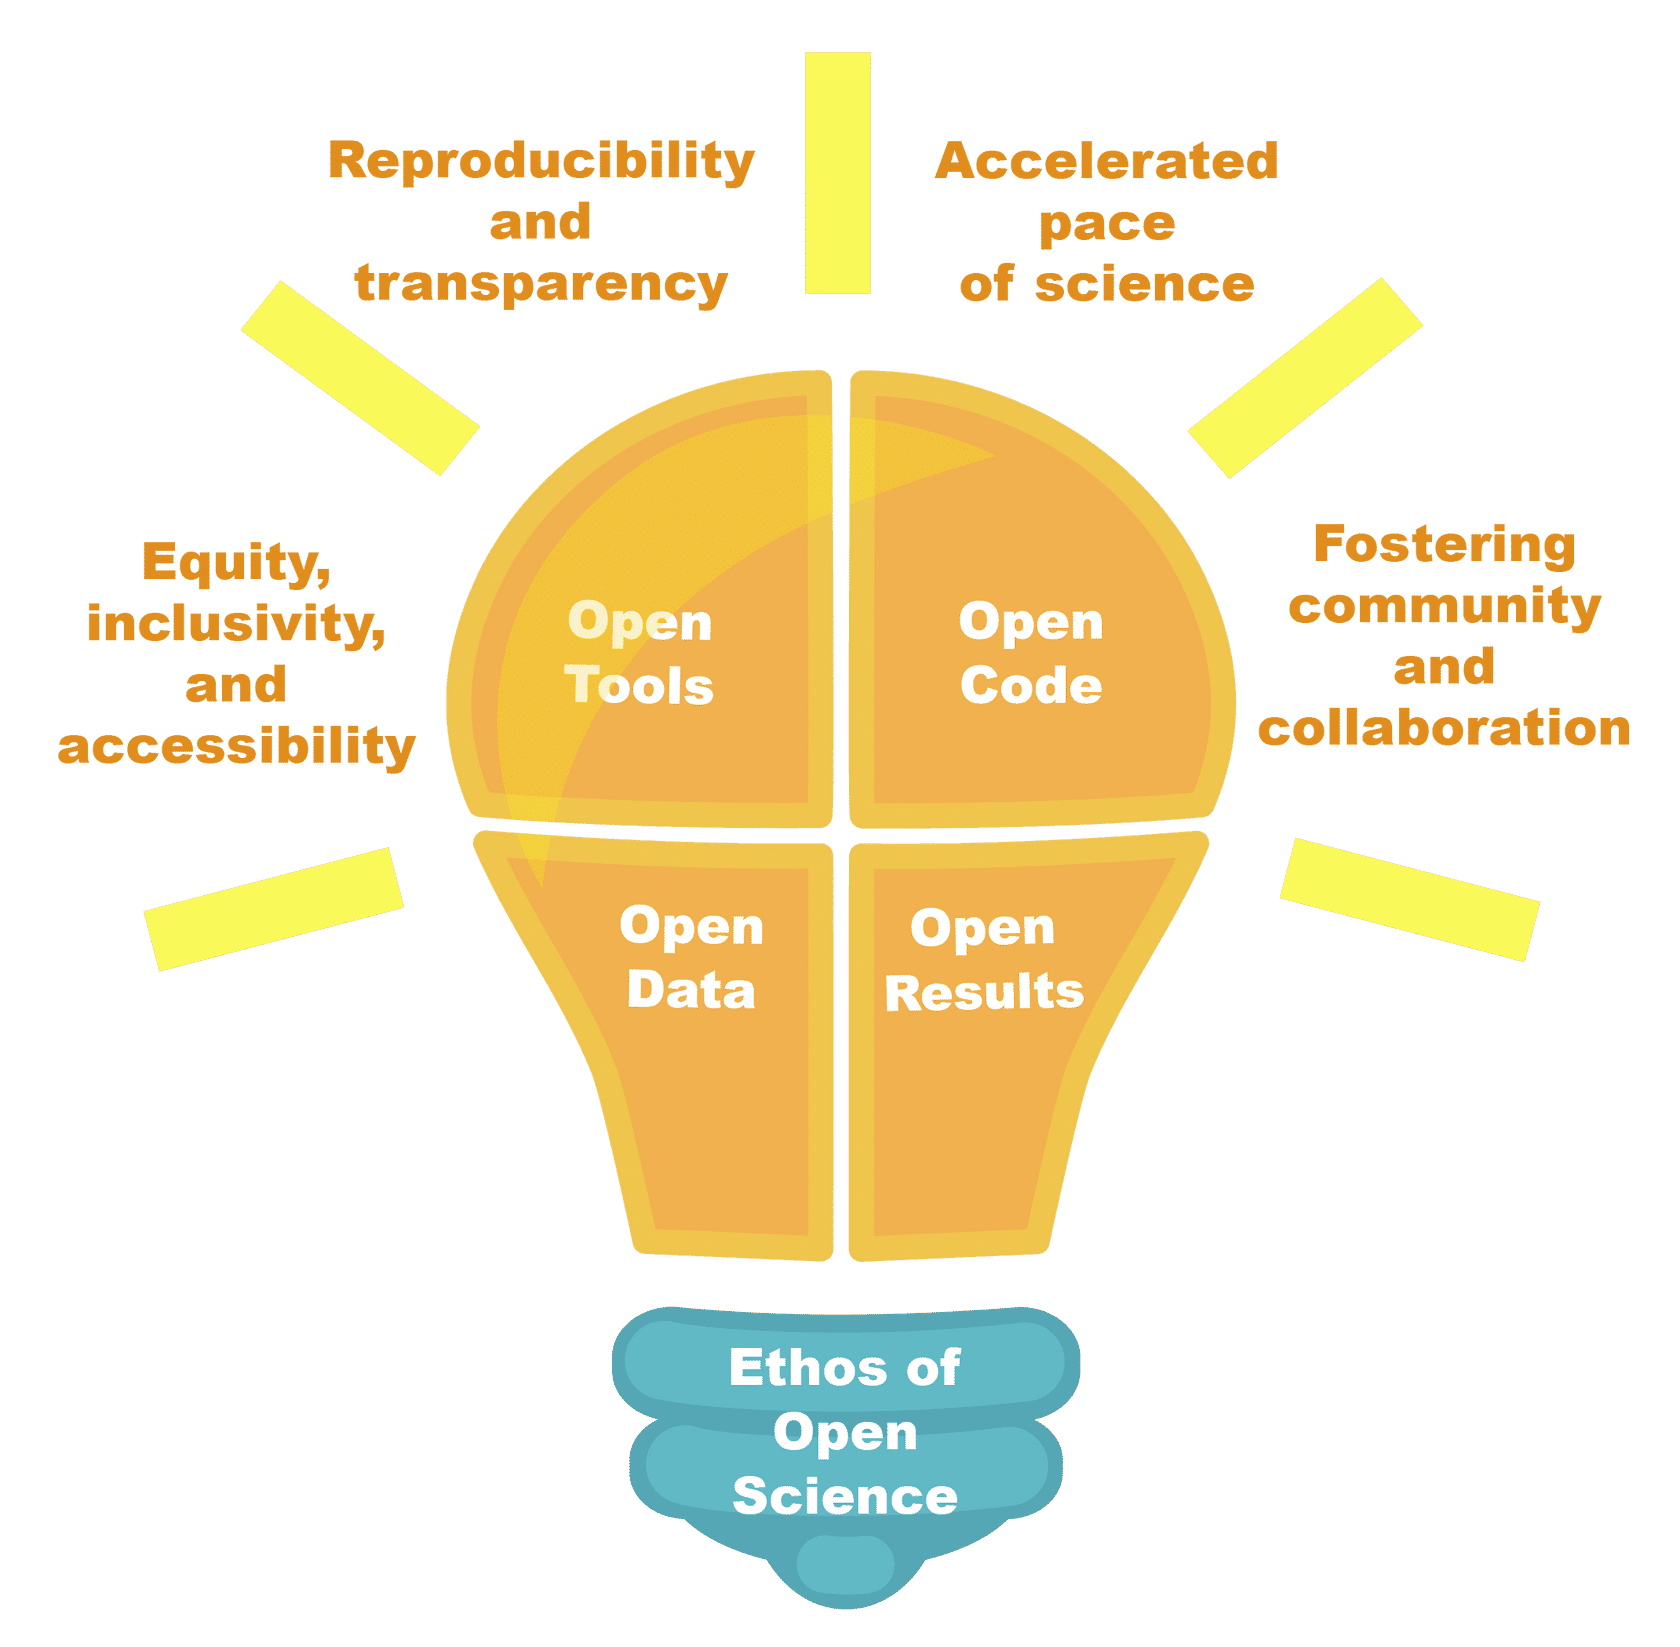 Reproducibility
and
transparency
Accelerated
pace
of science
Equity,
inclusivity,
and
accessibility
Fostering
community
and
collaboration
Open
Tools
Open
Code
Open
Data
Open
Results
Ethos of
Open
Science